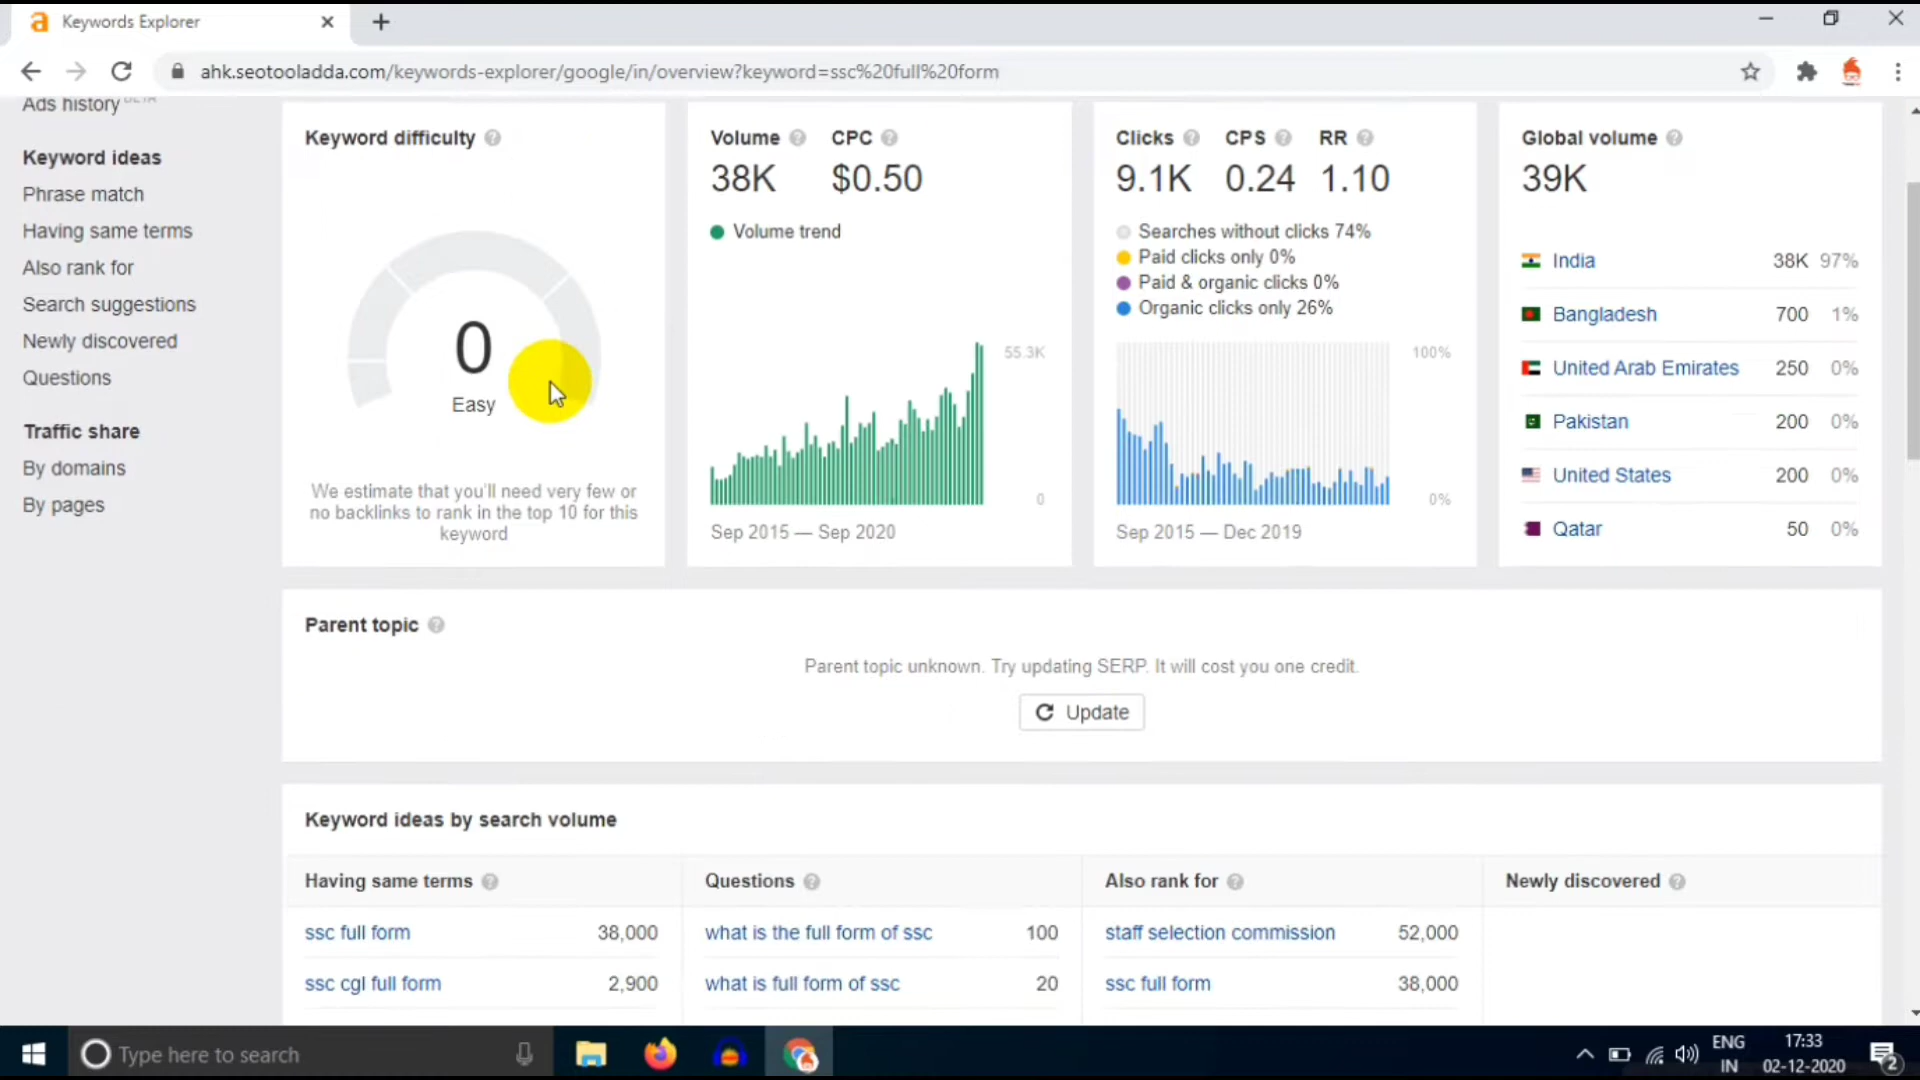 Keywords Explorer
ahk.seotooladda.com/keywords-explorer/google/in/overview?keyword=ssc%20full%20form
Ads history BETA
Keyword ideas
Phrase match
Having same terms
Also rank for
Search suggestions
Newly discovered
Questions
Traffic share
By domains
By pages
Keyword difficulty
0
Easy
We estimate that you'll need very few or
no backlinks to rank in the top 10 for this
keyword
Volume CPC
38K $0.50
Volume trend
55.3K
0
Sep 2015 — Sep 2020
Clicks CPS RR
9.1K 0.24 1.10
Searches without clicks 74%
Paid clicks only 0%
Paid & organic clicks 0%
Organic clicks only 26%
100%
0%
Sep 2015 — Dec 2019
Global volume
39K
India 38K 97%
Bangladesh 700 1%
United Arab Emirates 250 0%
Pakistan 200 0%
United States 200 0%
Qatar 50 0%
Parent topic
Parent topic unknown. Try updating SERP. It will cost you one credit.
Update
Keyword ideas by search volume
Having same terms Questions Also rank for Newly discovered
ssc full form 38,000 what is the full form of ssc 100 staff selection commission 52,000
ssc cgl full form 2,900 what is full form of ssc 20 ssc full form 38,000
Type here to search
ENG
IN
17:33
02-12-2020
2